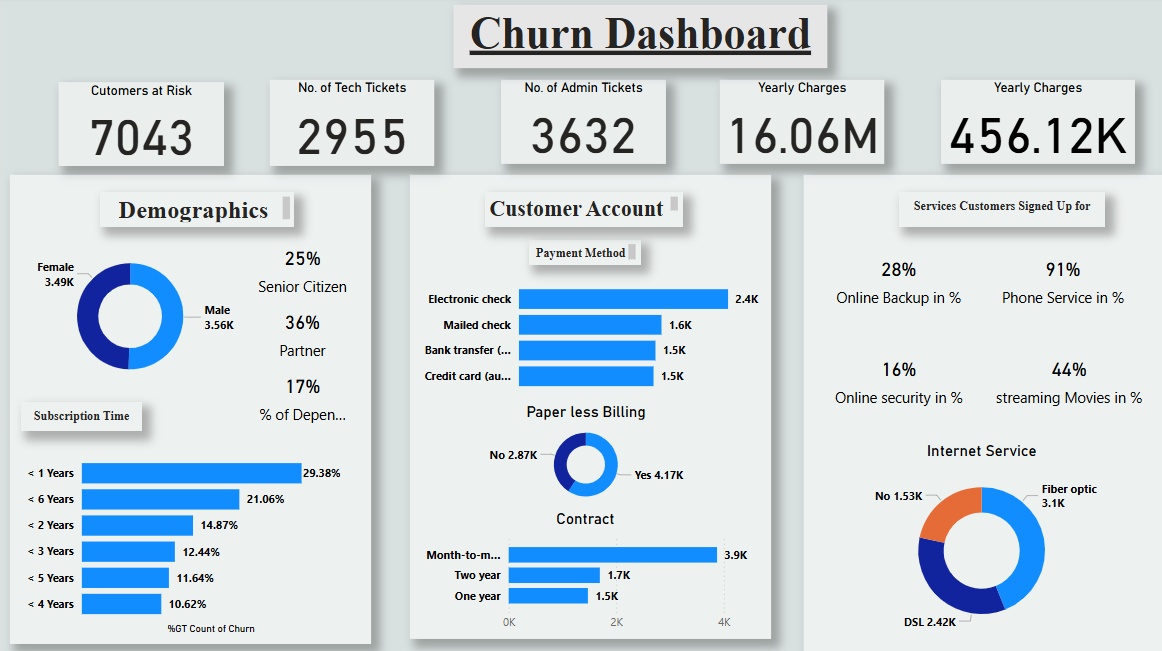 Churn Dashboard
Cutomers at Risk
7043
No. of Tech Tickets
2955
No. of Admin Tickets
3632
Yearly Charges
16.06M
Yearly Charges
456.12K
Demographics
Female
3.49K
Male
3.56K
25%
Senior Citizen
36%
Partner
17%
% of Depen...
Subscription Time
< 1 Years 29.38%
< 6 Years 21.06%
< 2 Years 14.87%
< 3 Years 12.44%
< 5 Years 11.64%
< 4 Years 10.62%
%GT Count of Churn
Customer Account
Payment Method
Electronic check 2.4K
Mailed check 1.6K
Bank transfer (... 1.5K
Credit card (au... 1.5K
Paper less Billing
No 2.87K
Yes 4.17K
Contract
Month-to-m... 3.9K
Two year 1.7K
One year 1.5K
0K 2K 4K
Services Customers Signed Up for
28%
Online Backup in %
91%
Phone Service in %
16%
Online security in %
44%
streaming Movies in %
Internet Service
No 1.53K
Fiber optic
3.1K
DSL 2.42K